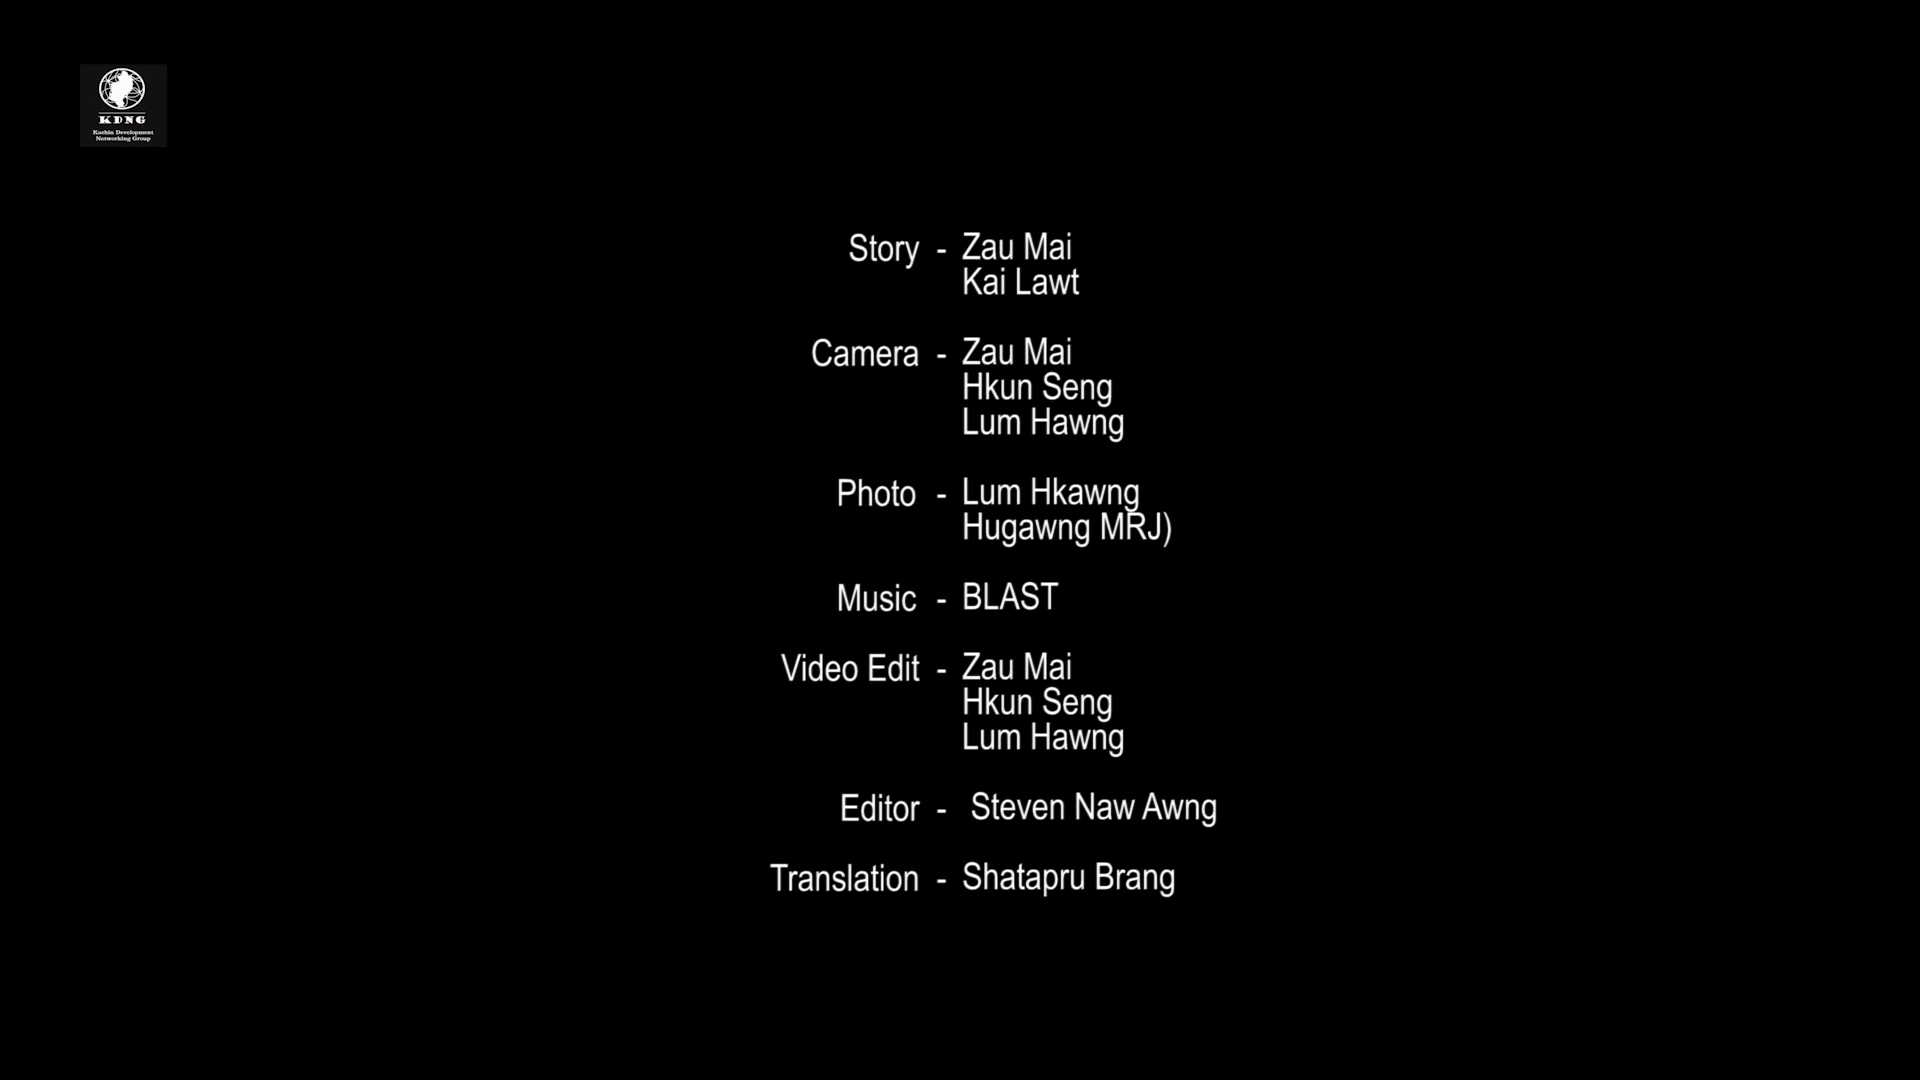 KDNG
Kachin Development
Networking Group
Story - Zau Mai
Kai Lawt
Camera - Zau Mai
Hkun Seng
Lum Hawng
Photo - Lum Hkawng
Hugawng MRJ)
Music - BLAST
Video Edit - Zau Mai
Hkun Seng
Lum Hawng
Editor - Steven Naw Awng
Translation - Shatapru Brang